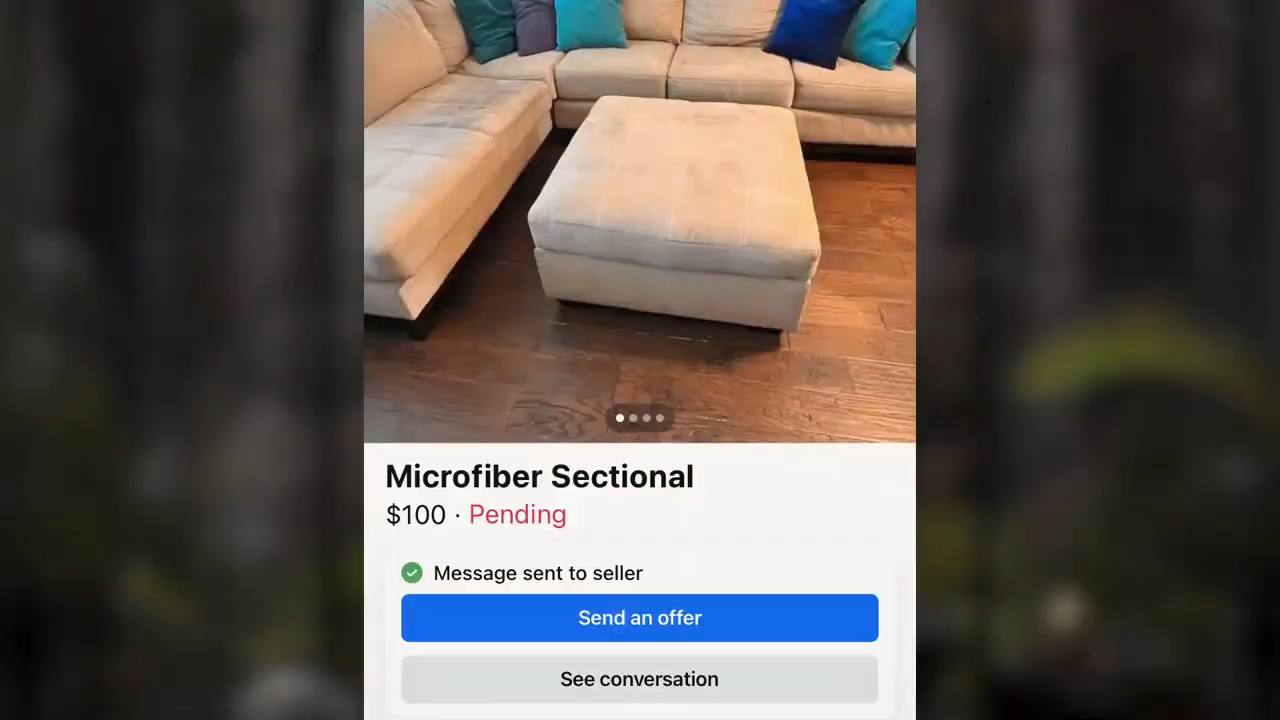 Microfiber Sectional
$100 · Pending
Message sent to seller
Send an offer
See conversation